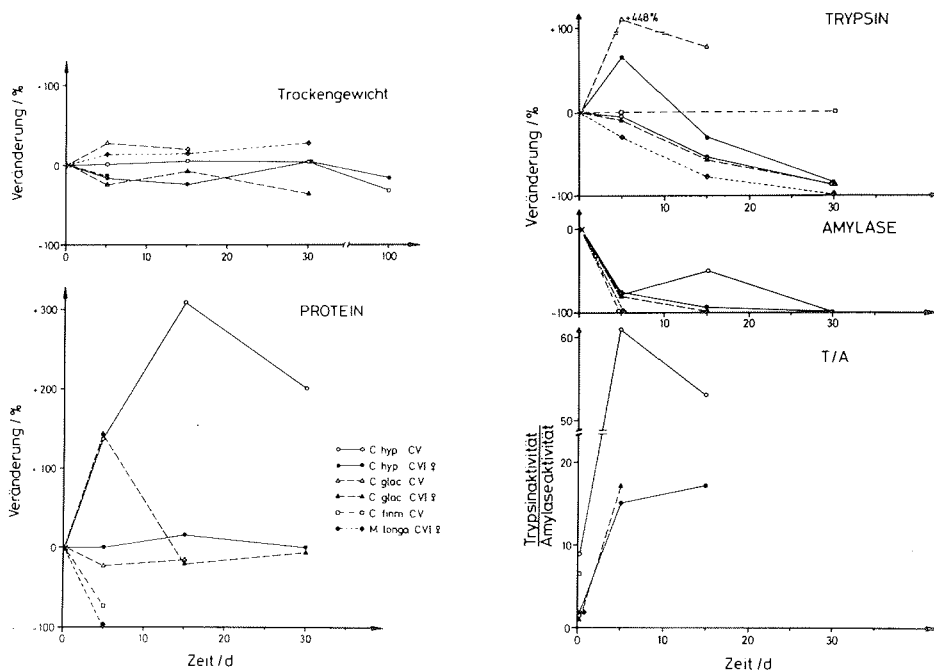 Trockengewicht
Veränderung / %
+100
0
-100
0
10
20
30
100
PROTEIN
Veränderung / %
+300
+200
+100
0
-100
0
10
20
30
Zeit / d
C hyp CV
C hyp CVI ♀
C glac CV
C glac CVI ♀
C finm CV
M longa CVI ♀
TRYPSIN
Veränderung / %
+448%
+100
0
-100
0
10
20
30
AMYLASE
0
-100
T/A
Trypsinaktivität
Amylaseaktivität
60
50
20
10
0
0
10
20
30
Zeit / d